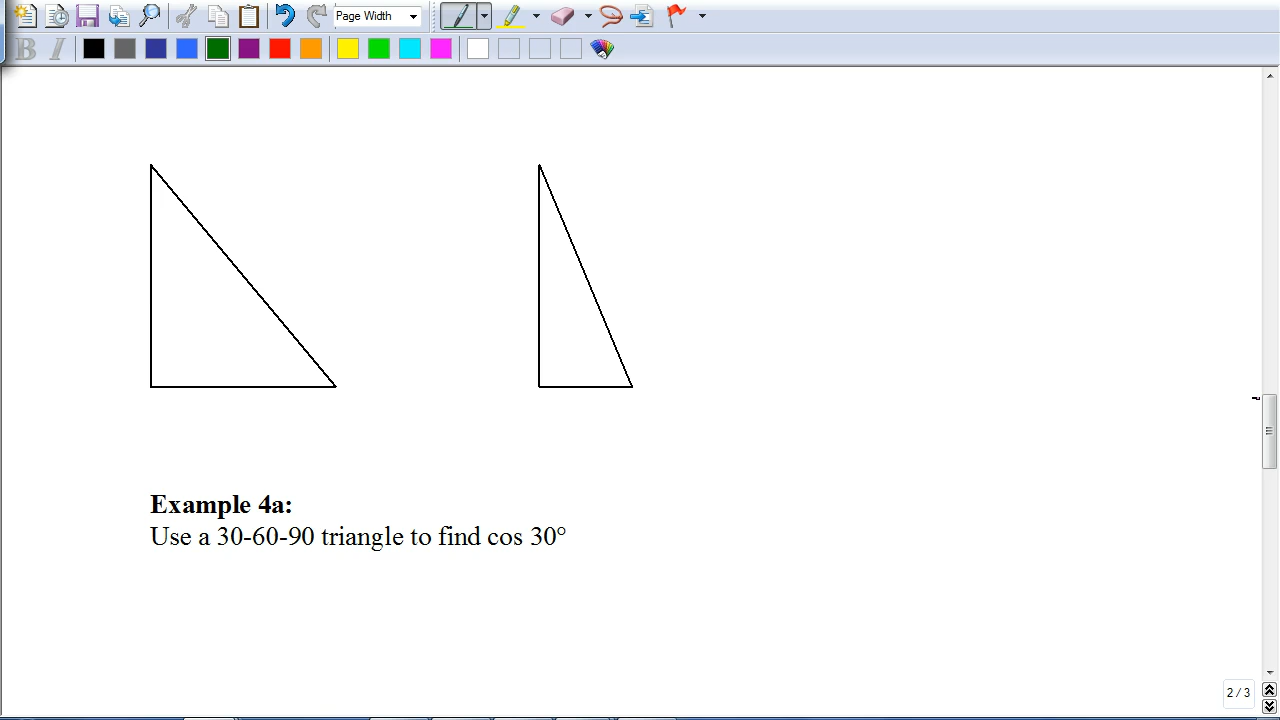 Page Width
B I
Example 4a:
Use a 30-60-90 triangle to find cos 30°
2 / 3